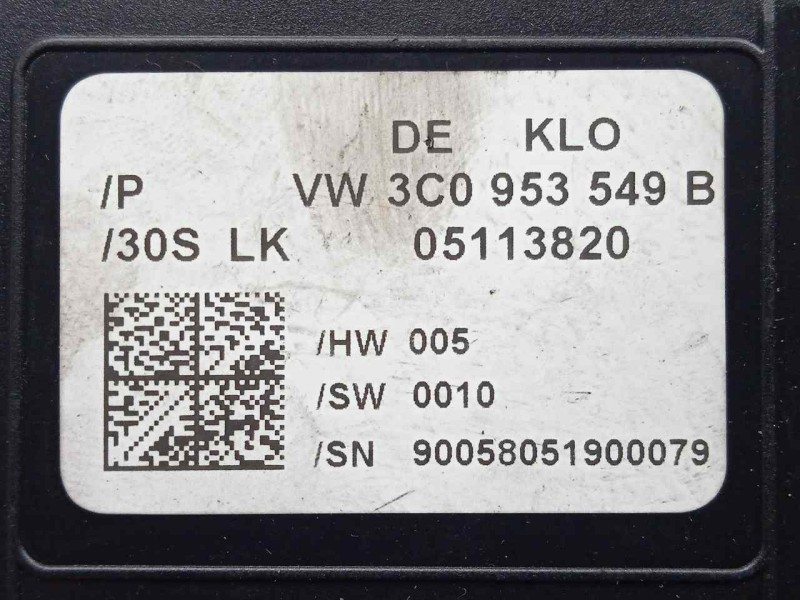 DE KLO
/P VW 3C0 953 549 B
/30S LK 05113820
/HW 005
/SW 0010
/SN 90058051900079